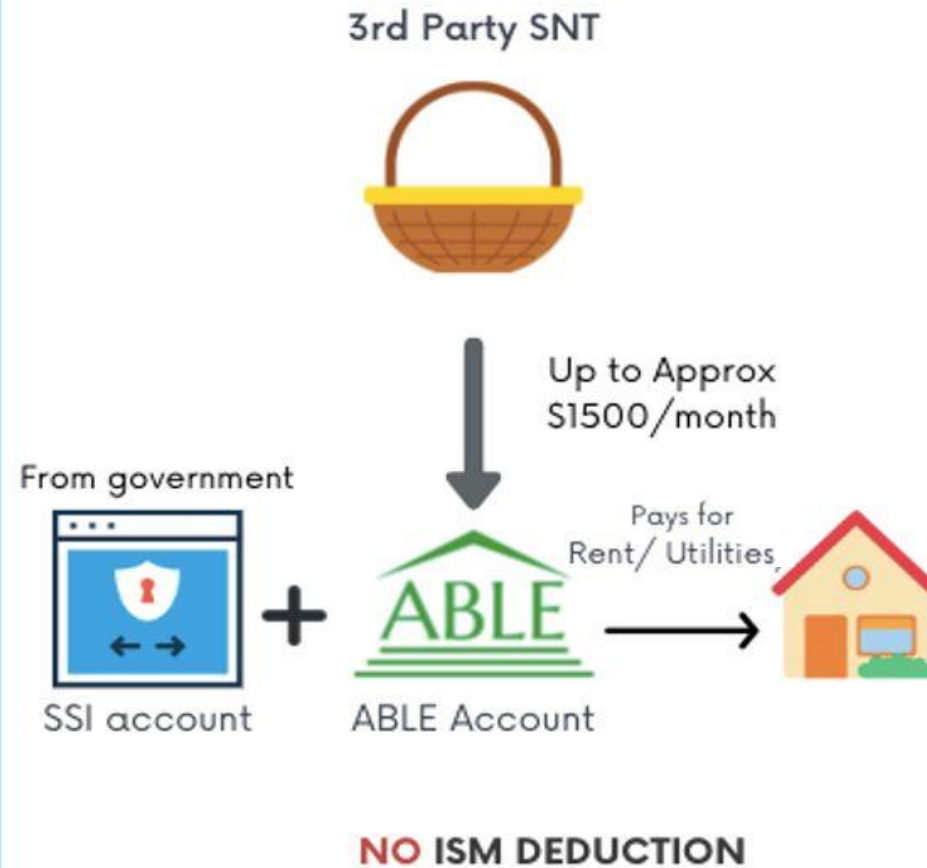 3rd Party SNT
Up to Approx
$1500/month
From government
Pays for
Rent/ Utilities,
ABLE
SSI account
ABLE Account
NO ISM DEDUCTION